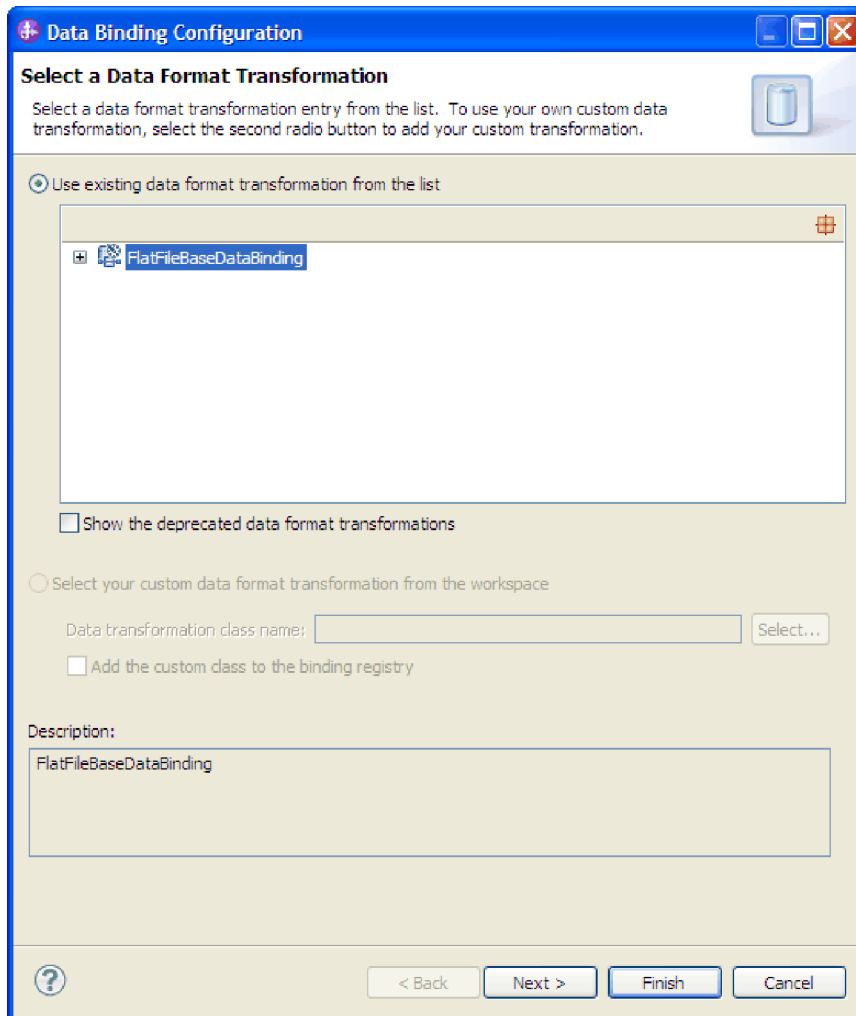 Data Binding Configuration
Select a Data Format Transformation
Select a data format transformation entry from the list. To use your own custom data
transformation, select the second radio button to add your custom transformation.
Use existing data format transformation from the list
FlatFileBaseDataBinding
Show the deprecated data format transformations
Select your custom data format transformation from the workspace
Data transformation class name: Select...
Add the custom class to the binding registry
Description:
FlatFileBaseDataBinding
? < Back Next > Finish Cancel